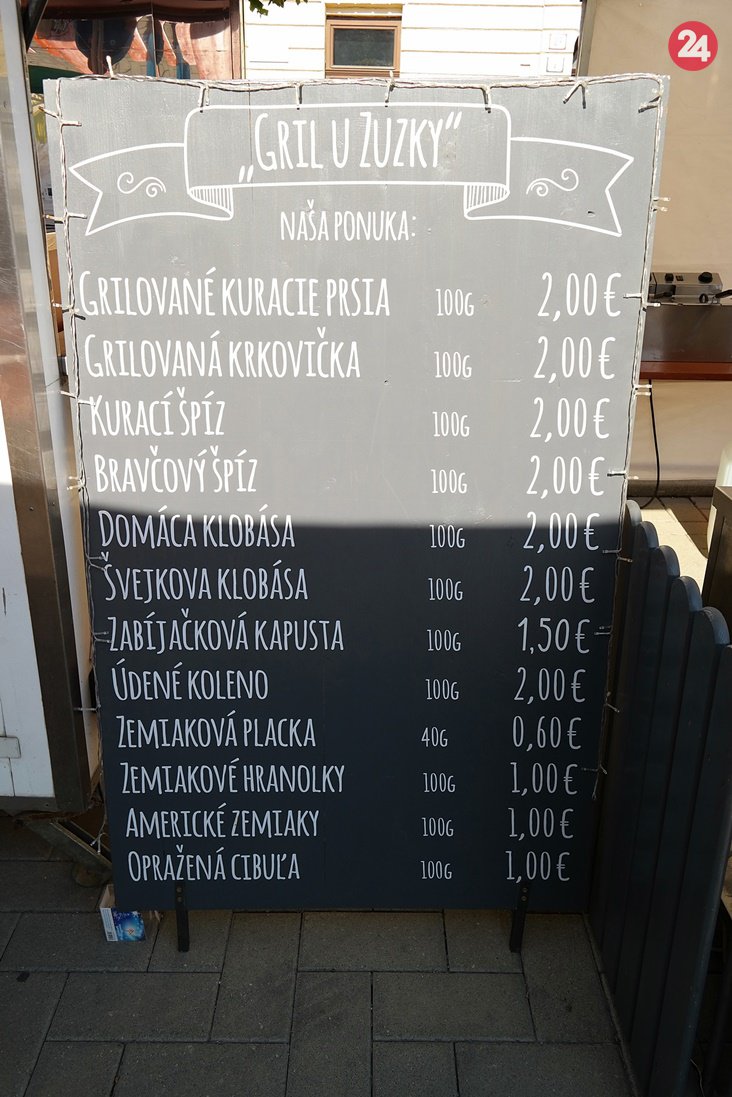 24
„GRIL U ZUZKY“
NAŠA PONUKA:
GRILOVANÉ KURACIE PRSIA 100G 2,00€
GRILOVANÁ KRKOVIČKA 100G 2,00€
KURACÍ ŠPÍZ 100G 2,00€
BRAVČOVÝ ŠPÍZ 100G 2,00€
DOMÁCA KLOBÁSA 100G 2,00€
ŠVEJKOVA KLOBÁSA 100G 2,00€
ZABÍJAČKOVÁ KAPUSTA 100G 1,50€
ÚDENÉ KOLENO 100G 2,00€
ZEMIAKOVÁ PLACKA 40G 0,60€
ZEMIAKOVÉ HRANOLKY 100G 1,00€
AMERICKÉ ZEMIAKY 100G 1,00€
OPRAŽENÁ CIBUĽA 100G 1,00€